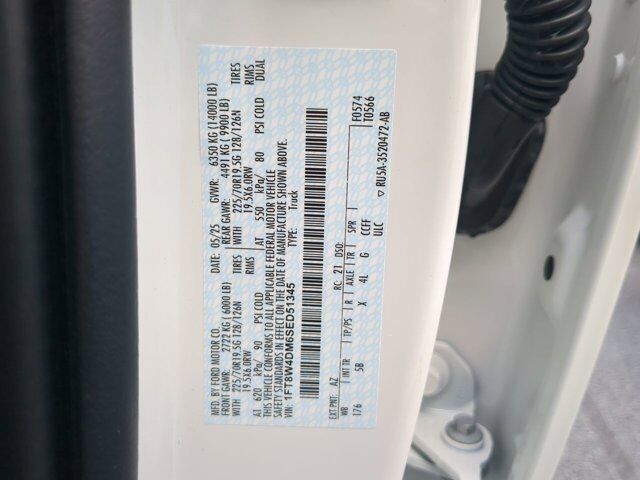 MFD. BY FORD MOTOR CO. DATE: 05/25 GVWR: 6350 KG (14000 LB)
FRONT GAWR: 2722 KG (6000 LB) REAR GAWR: 4491 KG (9900 LB)
WITH 225/70R19.5G 128/126N TIRES WITH 225/70R19.5G 128/126N TIRES
19.5X6.0RW RIMS 19.5X6.0RW RIMS
AT 620 kPa/ 90 PSI COLD AT 550 kPa/ 80 PSI COLD DUAL
THIS VEHICLE CONFORMS TO ALL APPLICABLE FEDERAL MOTOR VEHICLE
SAFETY STANDARDS IN EFFECT ON THE DATE OF MANUFACTURE SHOWN ABOVE.
VIN: 1FT8W4DM6SED51345 TYPE: Truck
F0574
T0566
EXT PNT: AZ RC: 21 DSO:
WB INT TR TP/PS R AXLE TR SPR
176 5B X 4L G CCFF
ULC ▽ RU5A-3520472-AB